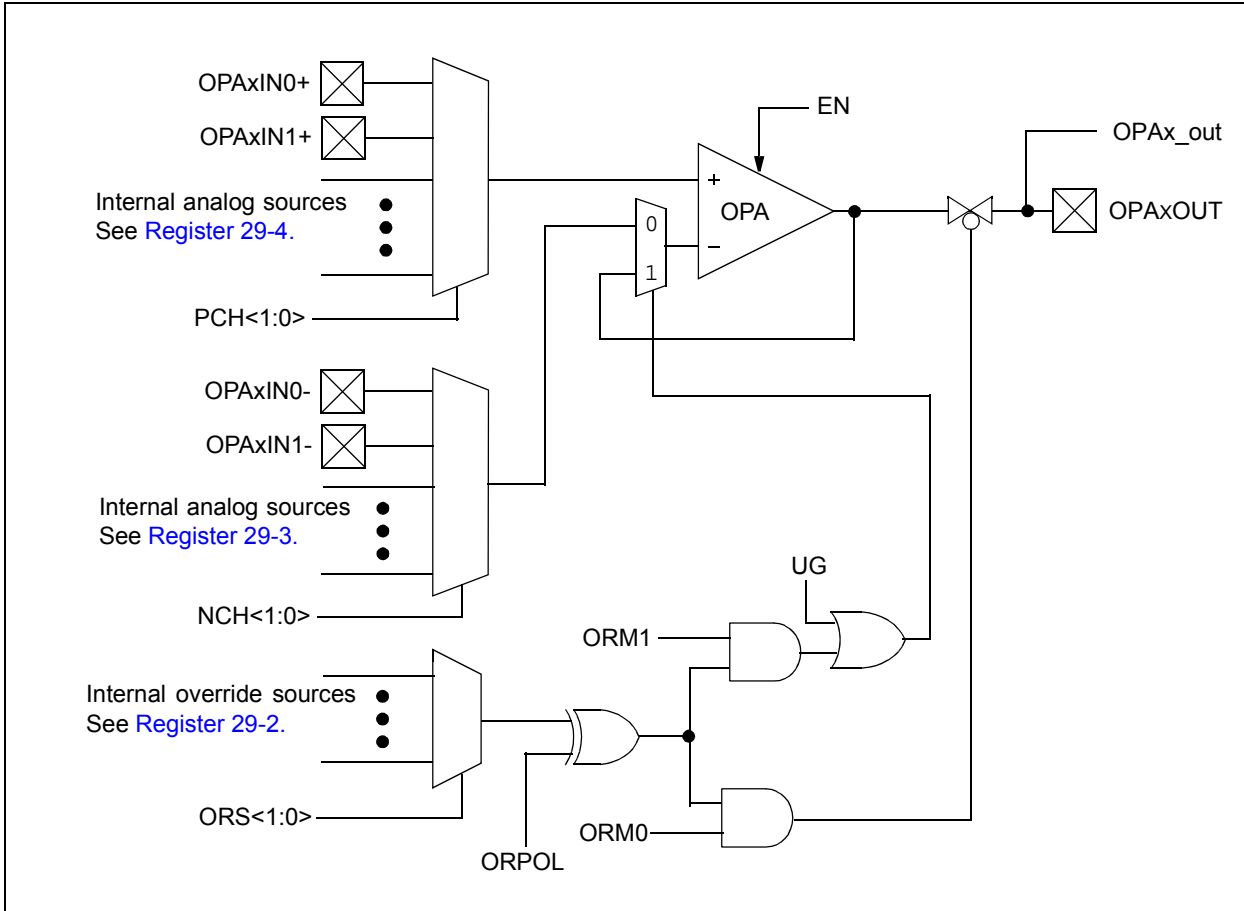 OPAxIN0+
OPAxIN1+
Internal analog sources
See Register 29-4.
PCH<1:0>
EN
+
OPA
−
0
1
OPAx_out
OPAxOUT
OPAxIN0-
OPAxIN1-
Internal analog sources
See Register 29-3.
NCH<1:0>
UG
ORM1
Internal override sources
See Register 29-2.
ORS<1:0>
ORM0
ORPOL